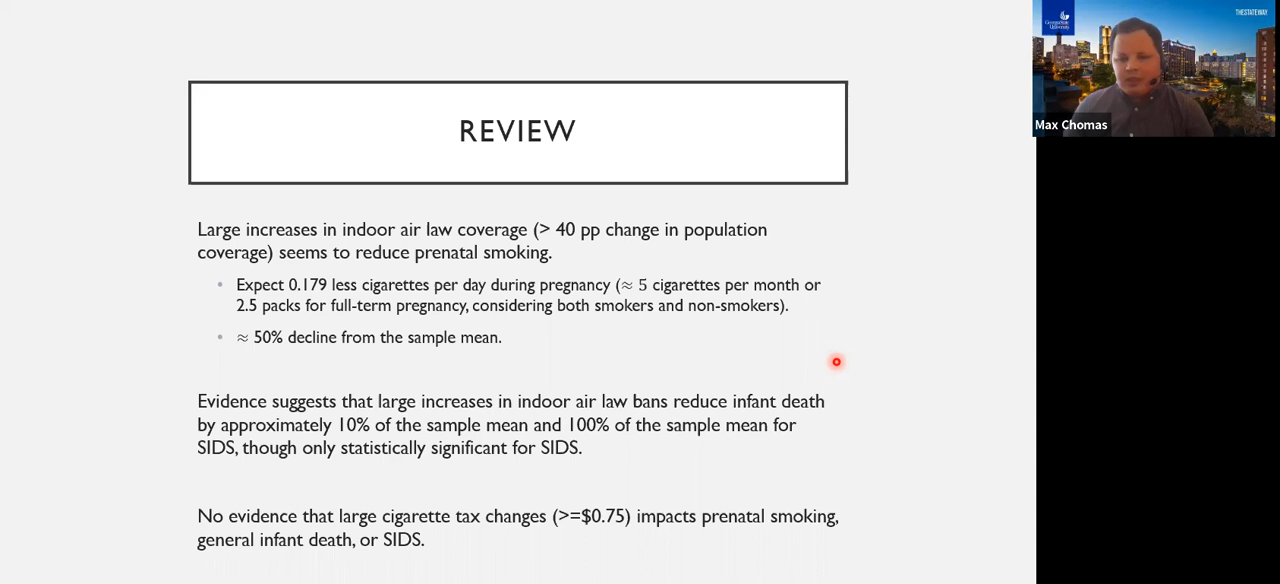 REVIEW
Large increases in indoor air law coverage (> 40 pp change in population
coverage) seems to reduce prenatal smoking.
• Expect 0.179 less cigarettes per day during pregnancy (≈ 5 cigarettes per month or
2.5 packs for full-term pregnancy, considering both smokers and non-smokers).
• ≈ 50% decline from the sample mean.
Evidence suggests that large increases in indoor air law bans reduce infant death
by approximately 10% of the sample mean and 100% of the sample mean for
SIDS, though only statistically significant for SIDS.
No evidence that large cigarette tax changes (>=$0.75) impacts prenatal smoking,
general infant death, or SIDS.
THESTATEWAY
Max Chomas